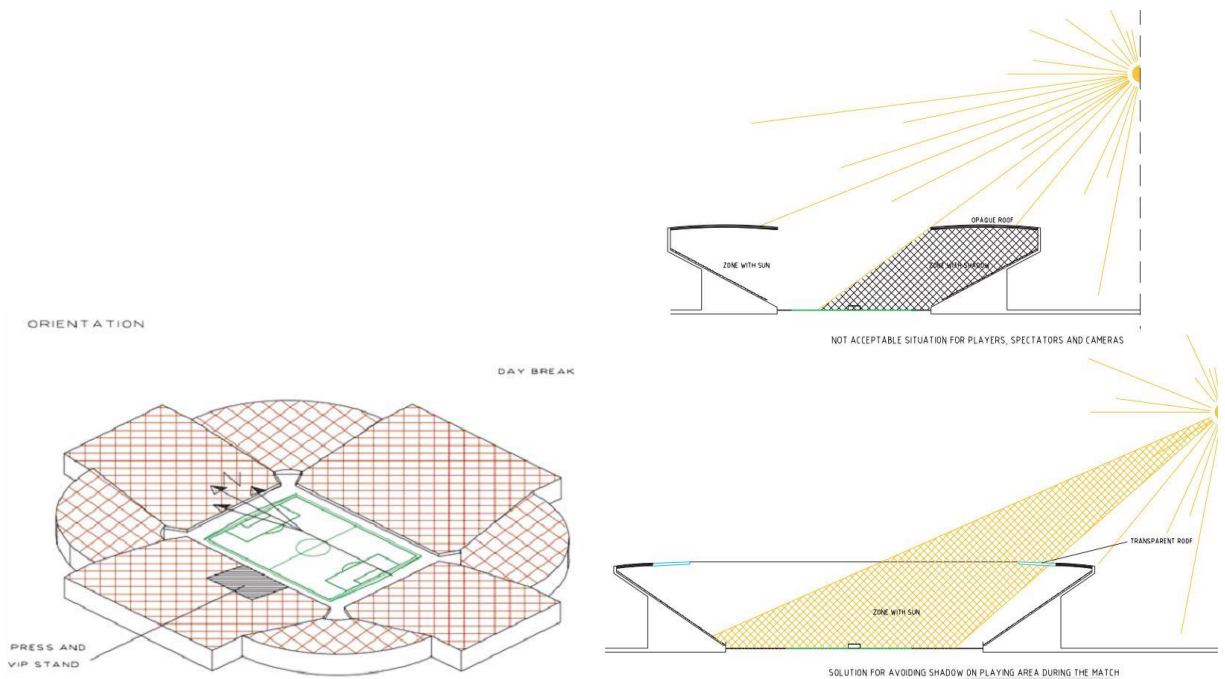 ORIENTATION
DAY BREAK
N
PRESS AND
VIP STAND
OPAQUE ROOF
ZONE WITH SUN
ZONE WITH SHADOW
NOT ACCEPTABLE SITUATION FOR PLAYERS, SPECTATORS AND CAMERAS
TRANSPARENT ROOF
ZONE WITH SUN
SOLUTION FOR AVOIDING SHADOW ON PLAYING AREA DURING THE MATCH